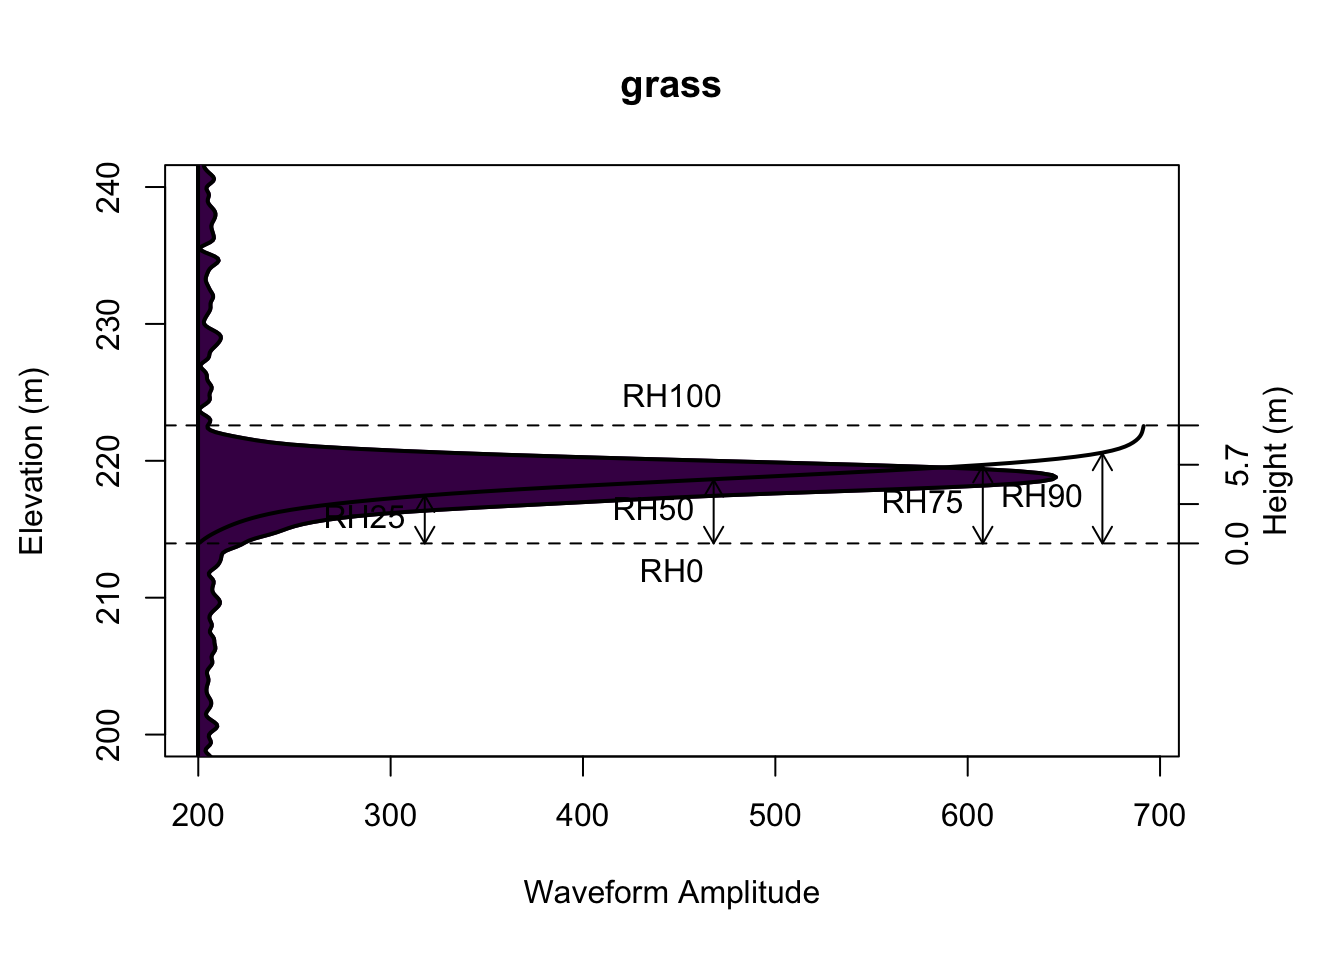 grass
Elevation (m)
240
230
220
210
200
RH100
RH25
RH50
RH75
RH90
RH0
5.7
0.0
Height (m)
200
300
400
500
600
700
Waveform Amplitude